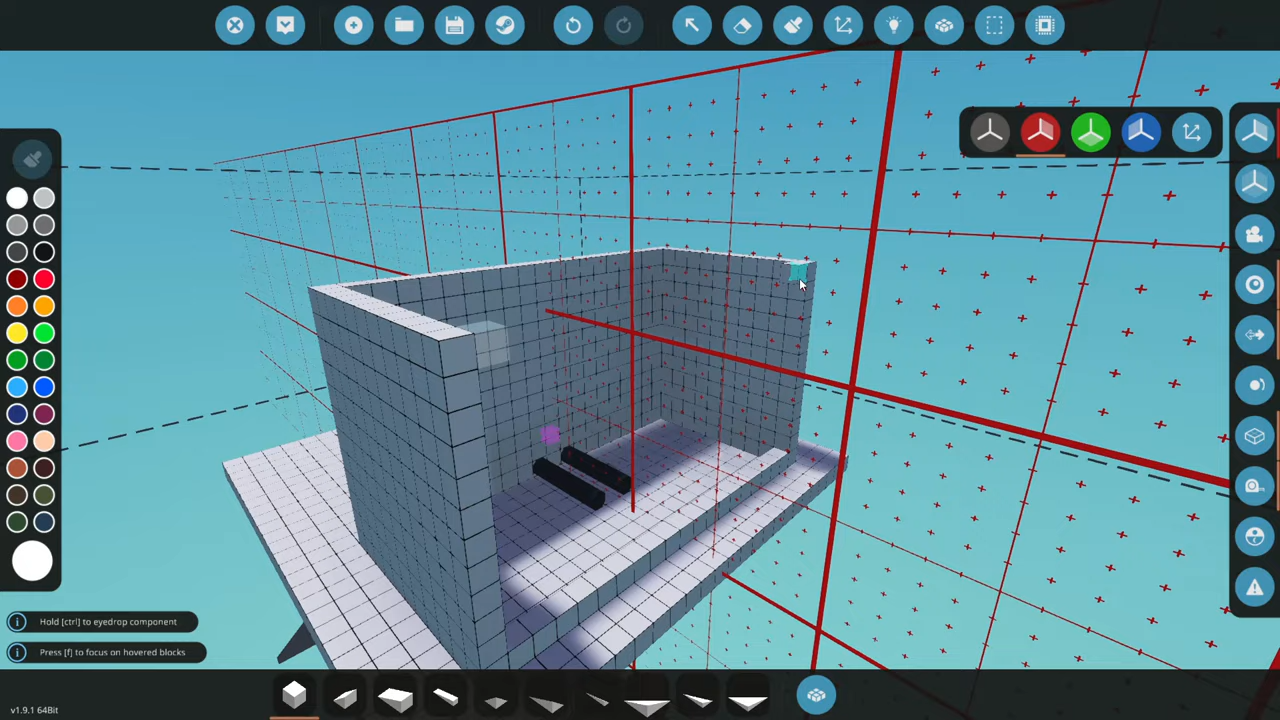 Hold [ctrl] to eyedrop component
Press [f] to focus on hovered blocks
v1.9.1 64Bit